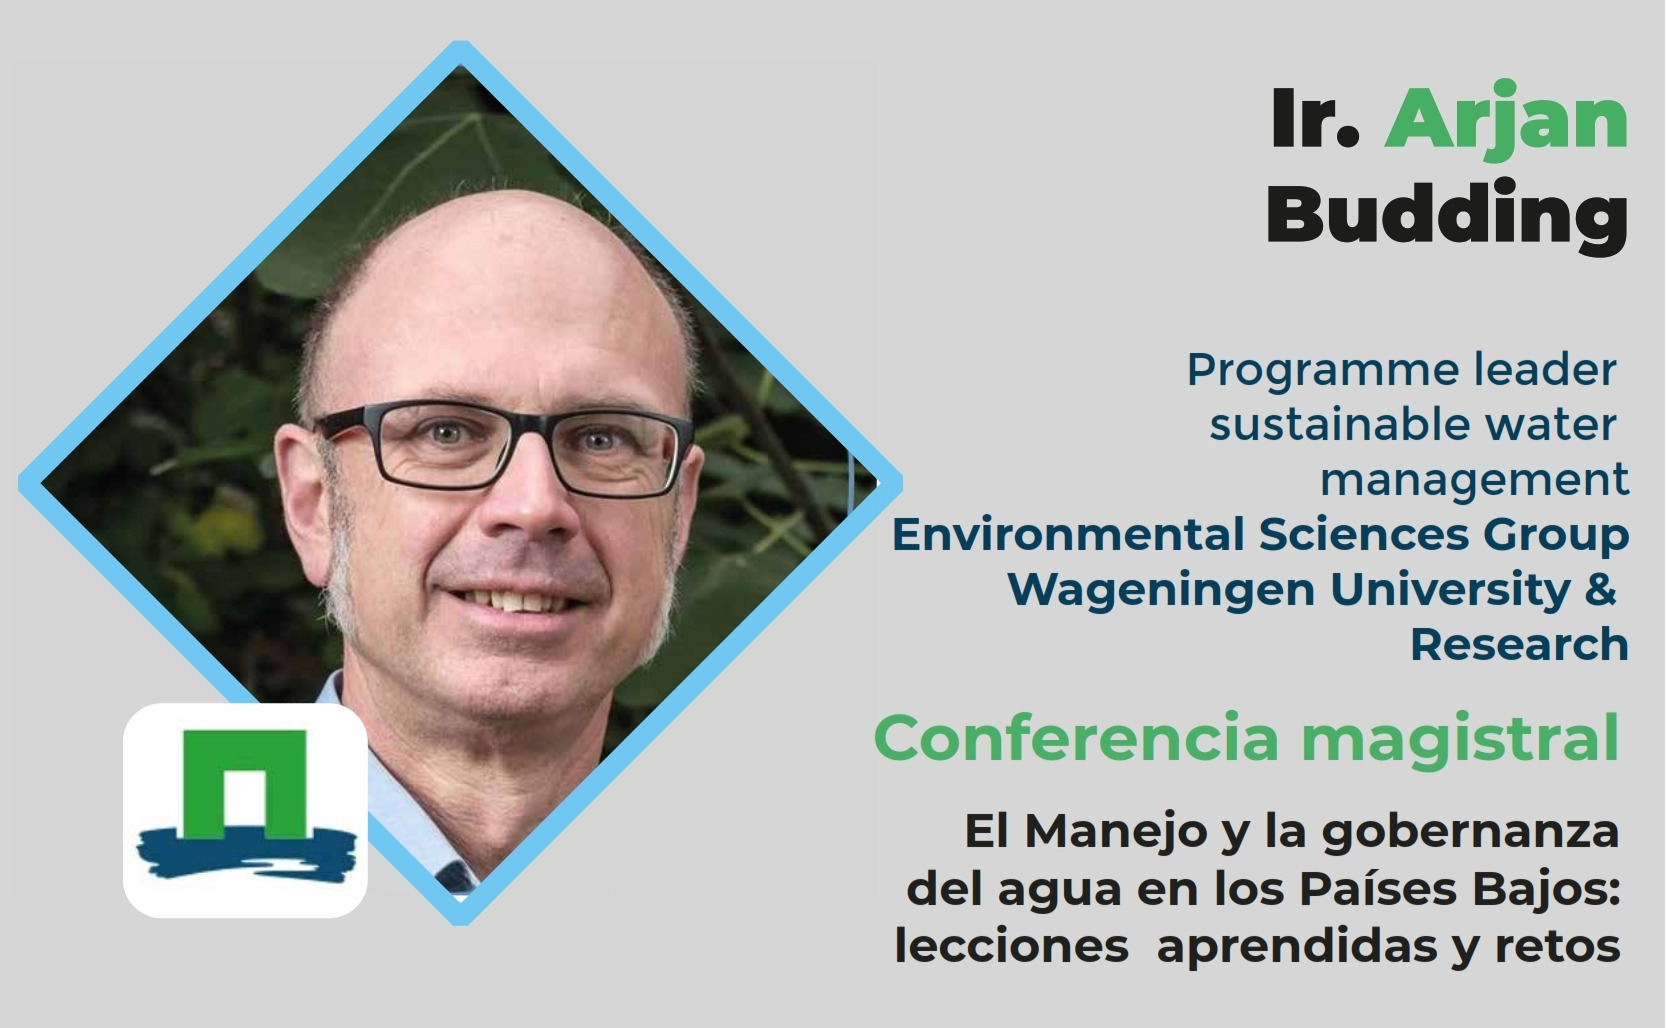 Ir. Arjan
Budding
Programme leader
sustainable water
management
Environmental Sciences Group
Wageningen University &
Research
Conferencia magistral
El Manejo y la gobernanza
del agua en los Países Bajos:
lecciones  aprendidas y retos